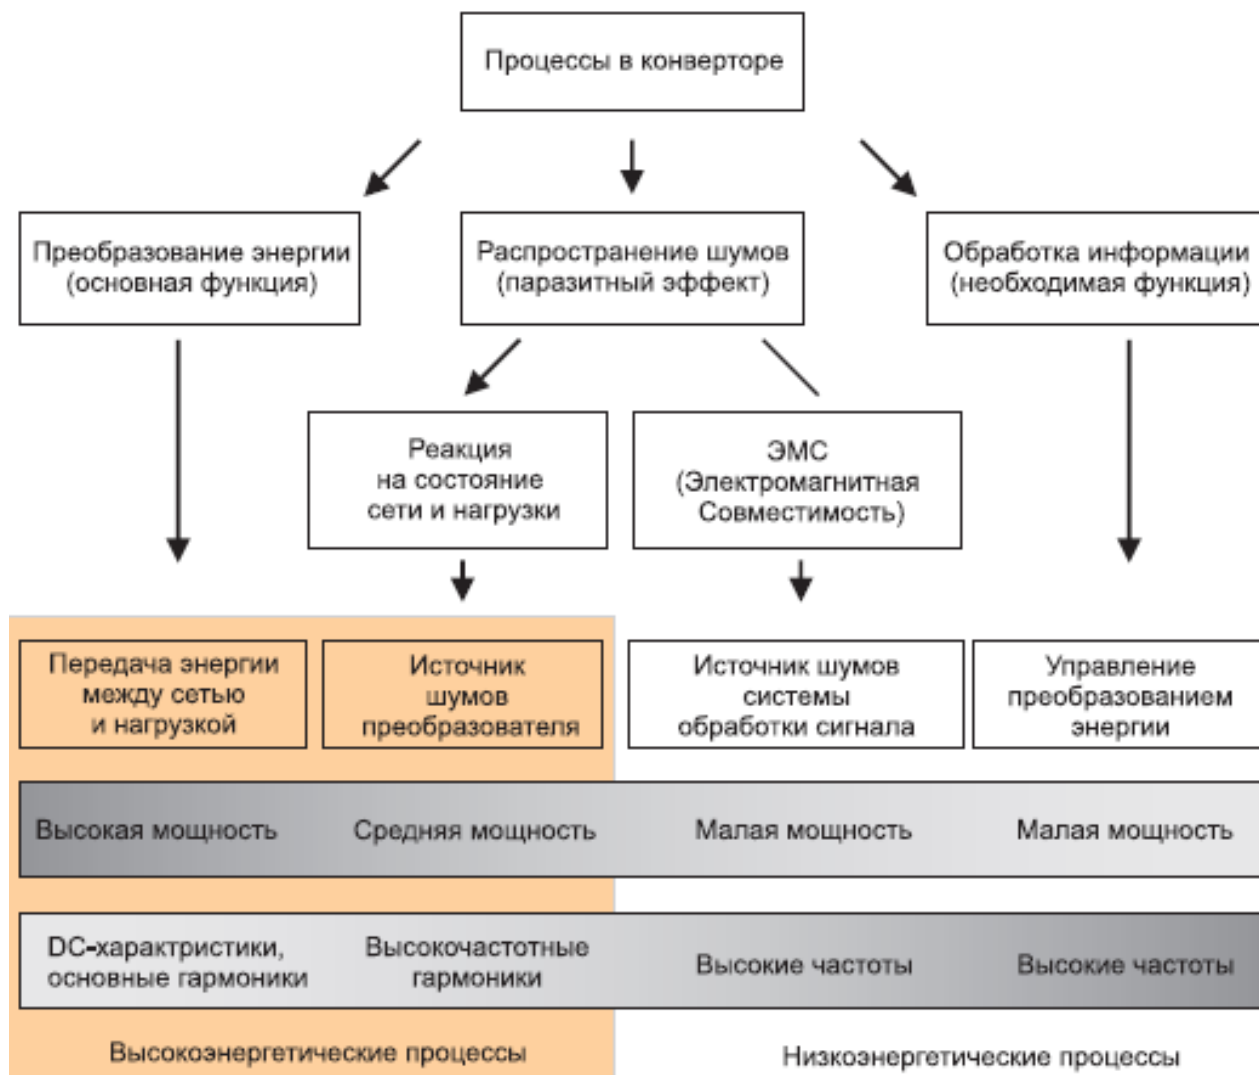 Процессы в конверторе
Преобразование энергии
(основная функция)
Распространение шумов
(паразитный эффект)
Обработка информации
(необходимая функция)
Реакция
на состояние
сети и нагрузки
ЭМС
(Электромагнитная
Совместимость)
Передача энергии
между сетью
и нагрузкой
Источник
шумов
преобразователя
Источник шумов
системы
обработки сигнала
Управление
преобразованием
энергии
Высокая мощность
Средняя мощность
Малая мощность
Малая мощность
DC-характристики,
основные гармоники
Высокочастотные
гармоники
Высокие частоты
Высокие частоты
Высокоэнергетические процессы
Низкоэнергетические процессы